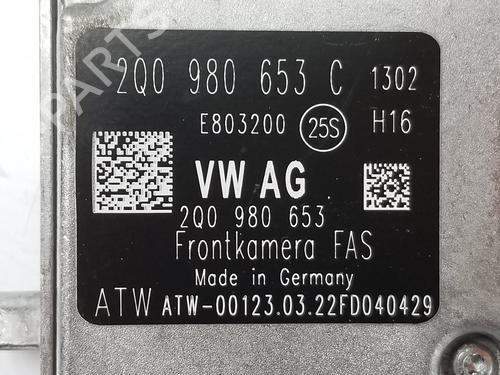 2Q0 980 653 C 1302
E803200 25S H16
VW AG
2Q0 980 653
Frontkamera FAS
Made in Germany
ATW ATW-00123.03.22FD040429